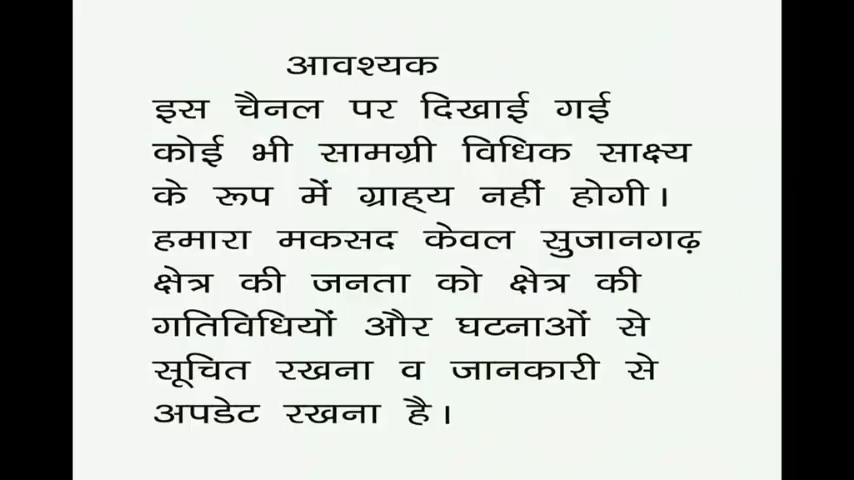 आवश्यक
इस चैनल पर दिखाई गई
कोई भी सामग्री विधिक साक्ष्य
के रूप में ग्राह्य नहीं होगी।
हमारा मकसद केवल सुजानगढ़
क्षेत्र की जनता को क्षेत्र की
गतिविधियों और घटनाओं से
सूचित रखना व जानकारी से
अपडेट रखना है।